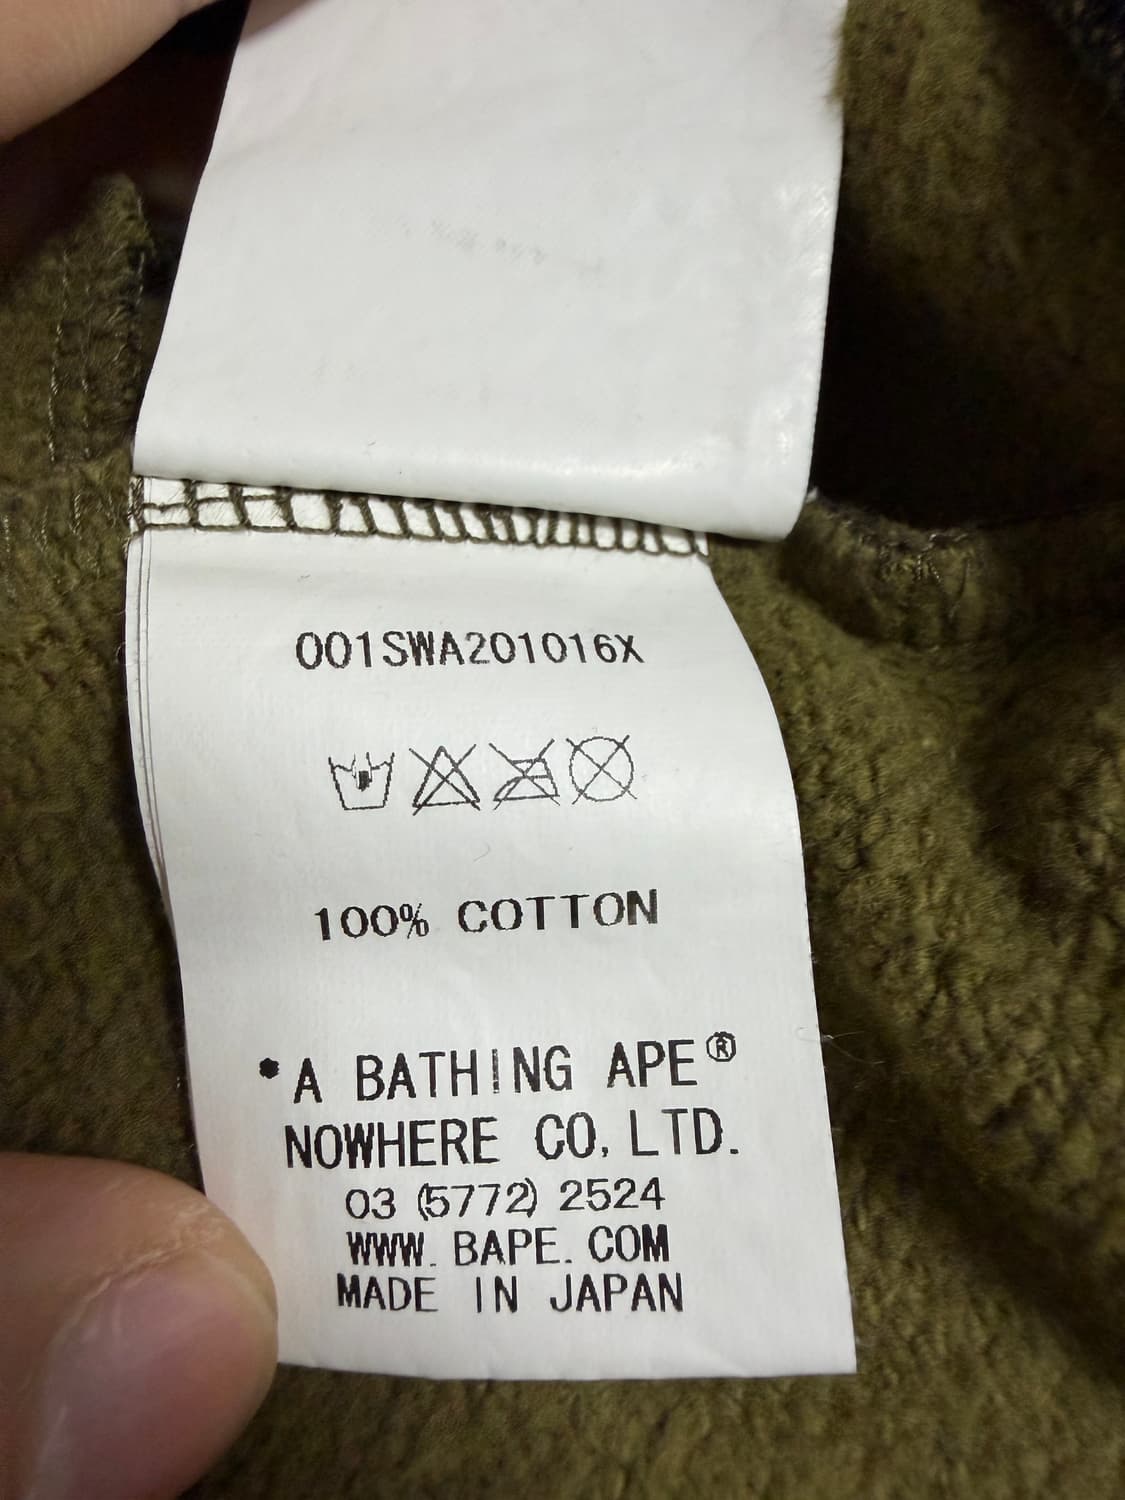 001SWA201016X
100% COTTON
*A BATHING APE®
NOWHERE CO, LTD.
03 (5772) 2524
WWW. BAPE. COM
MADE IN JAPAN